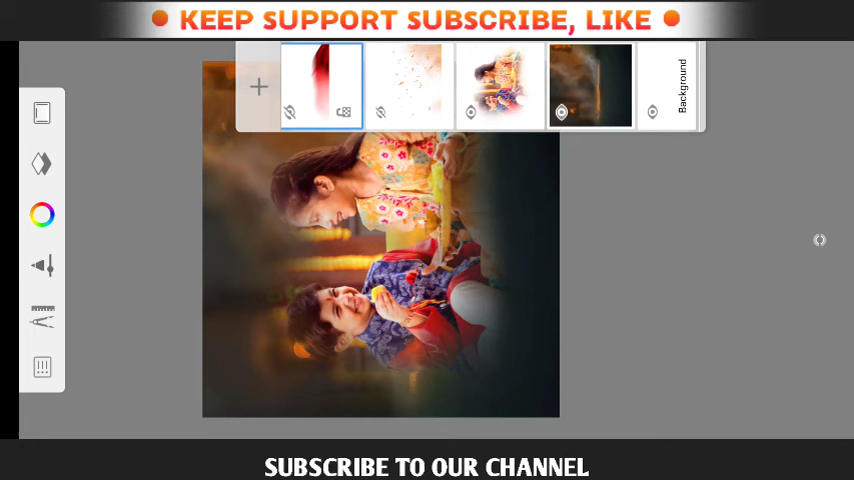 KEEP SUPPORT SUBSCRIBE, LIKE
Background
SUBSCRIBE TO OUR CHANNEL